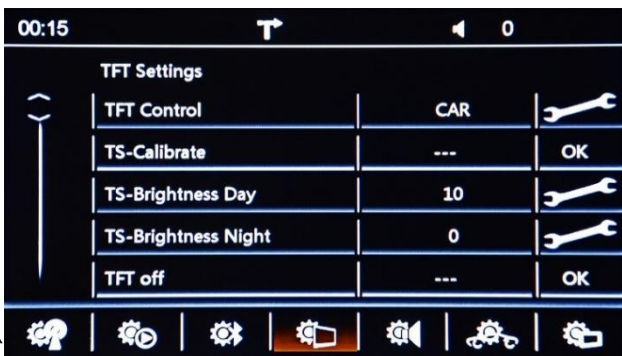 00:15 0
TFT Settings
TFT Control CAR
TS-Calibrate --- OK
TS-Brightness Day 10
TS-Brightness Night 0
TFT off --- OK